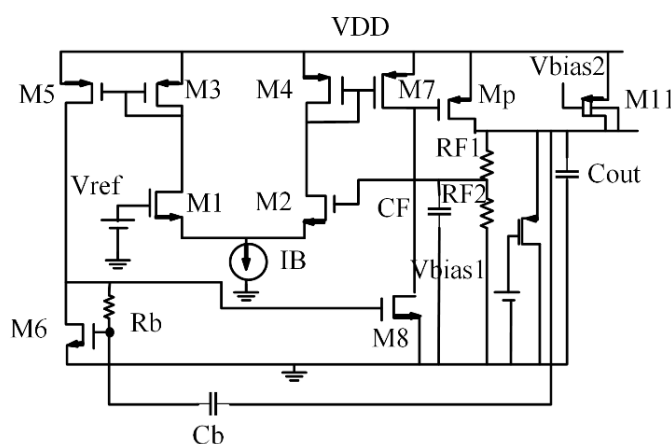 VDD
Vbias2
M5
M3
M4
M7
Mp
M11
RF1
Vref
M1
M2
CF
RF2
Cout
IB
Vbias1
M6
Rb
M8
Cb